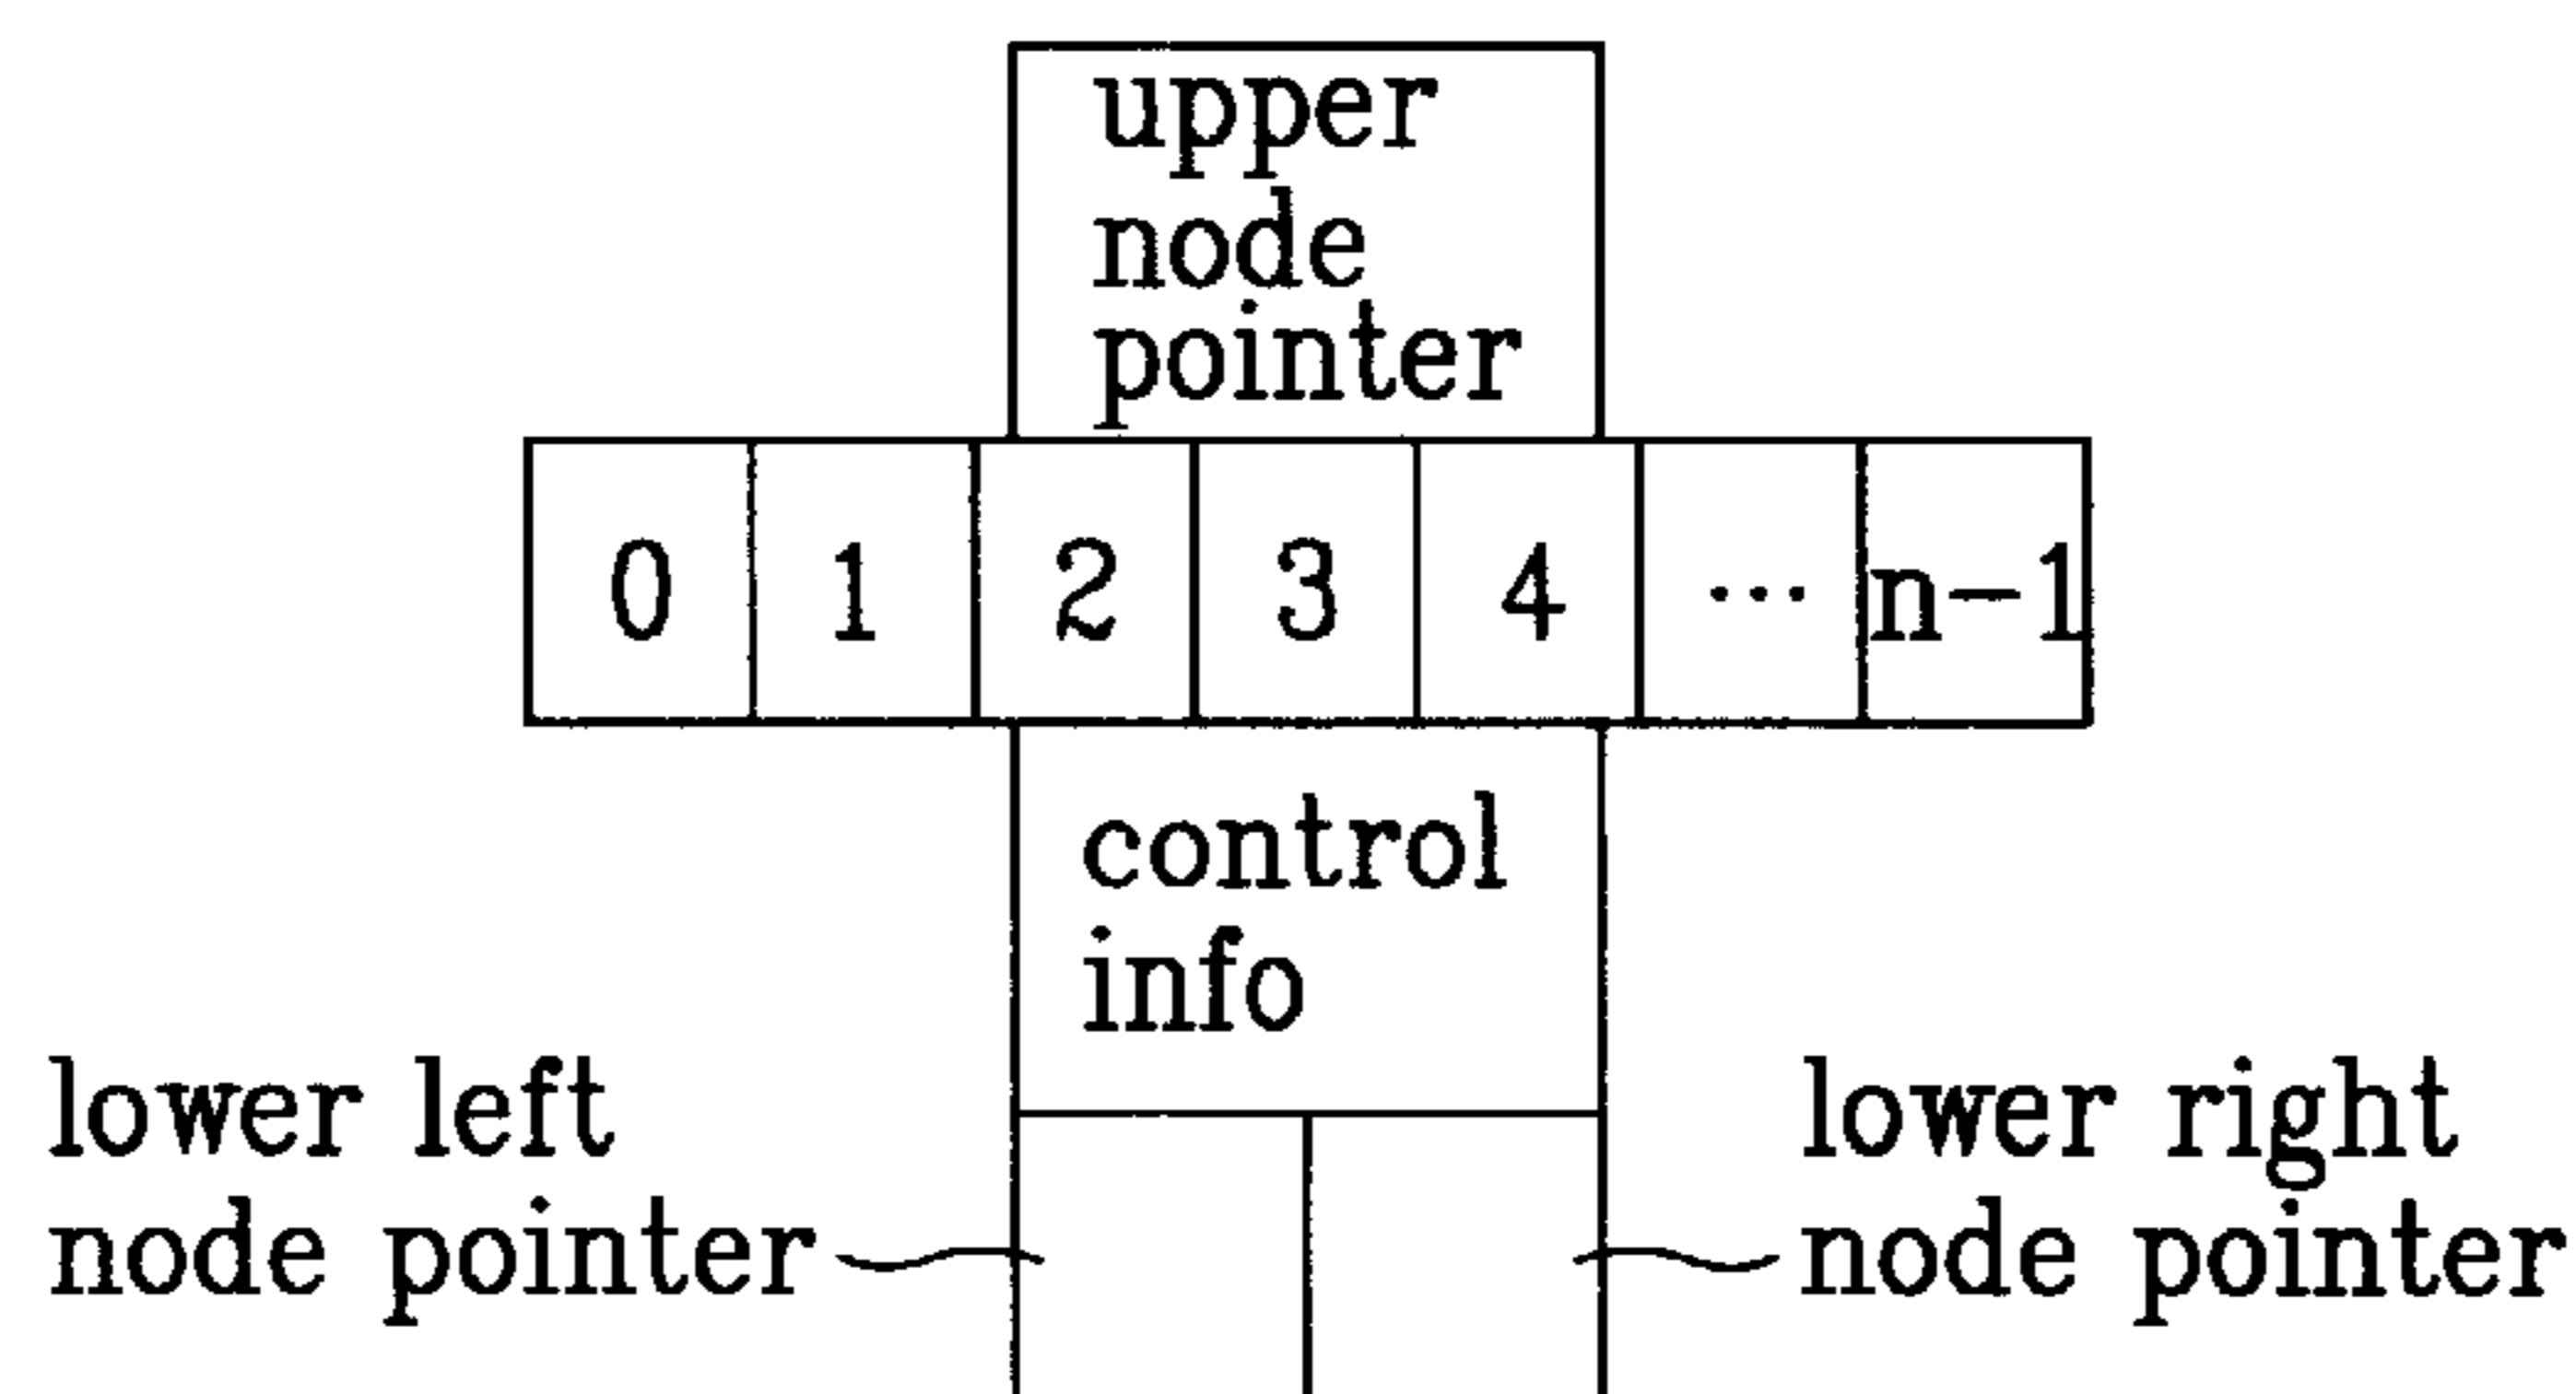 upper
node
pointer
0 1 2 3 4 ... n-1
control
info
lower left
node pointer
lower right
node pointer